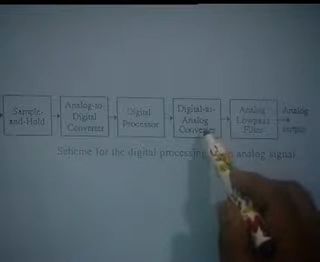 Sample-
and-Hold
Analog-to-
Digital
Converter
Digital
Processor
Digital-to-
Analog
Converter
Analog
Lowpass
Filter
Analog
output
Scheme for the digital processing analog signal